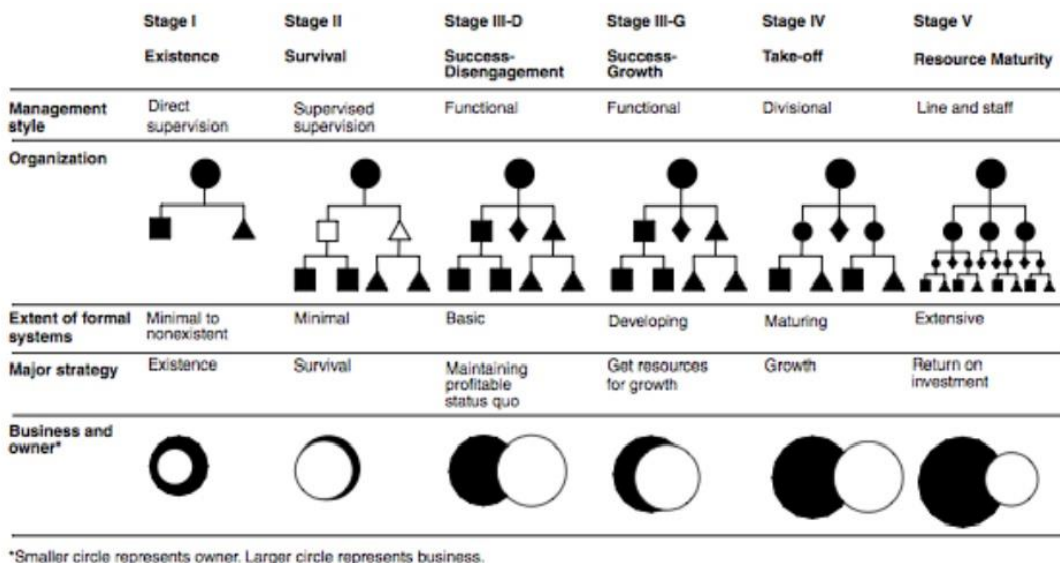 Stage I Stage II Stage III-D Stage III-G Stage IV Stage V
Existence Survival Success- Success- Take-off Resource Maturity
Disengagement Growth
Management Direct Supervised Functional Functional Divisional Line and staff
style supervision supervision
Organization
Extent of formal Minimal to Minimal Basic Developing Maturing Extensive
systems nonexistent
Major strategy Existence Survival Maintaining Get resources Growth Return on
profitable for growth investment
status quo
Business and
owner*
*Smaller circle represents owner. Larger circle represents business.